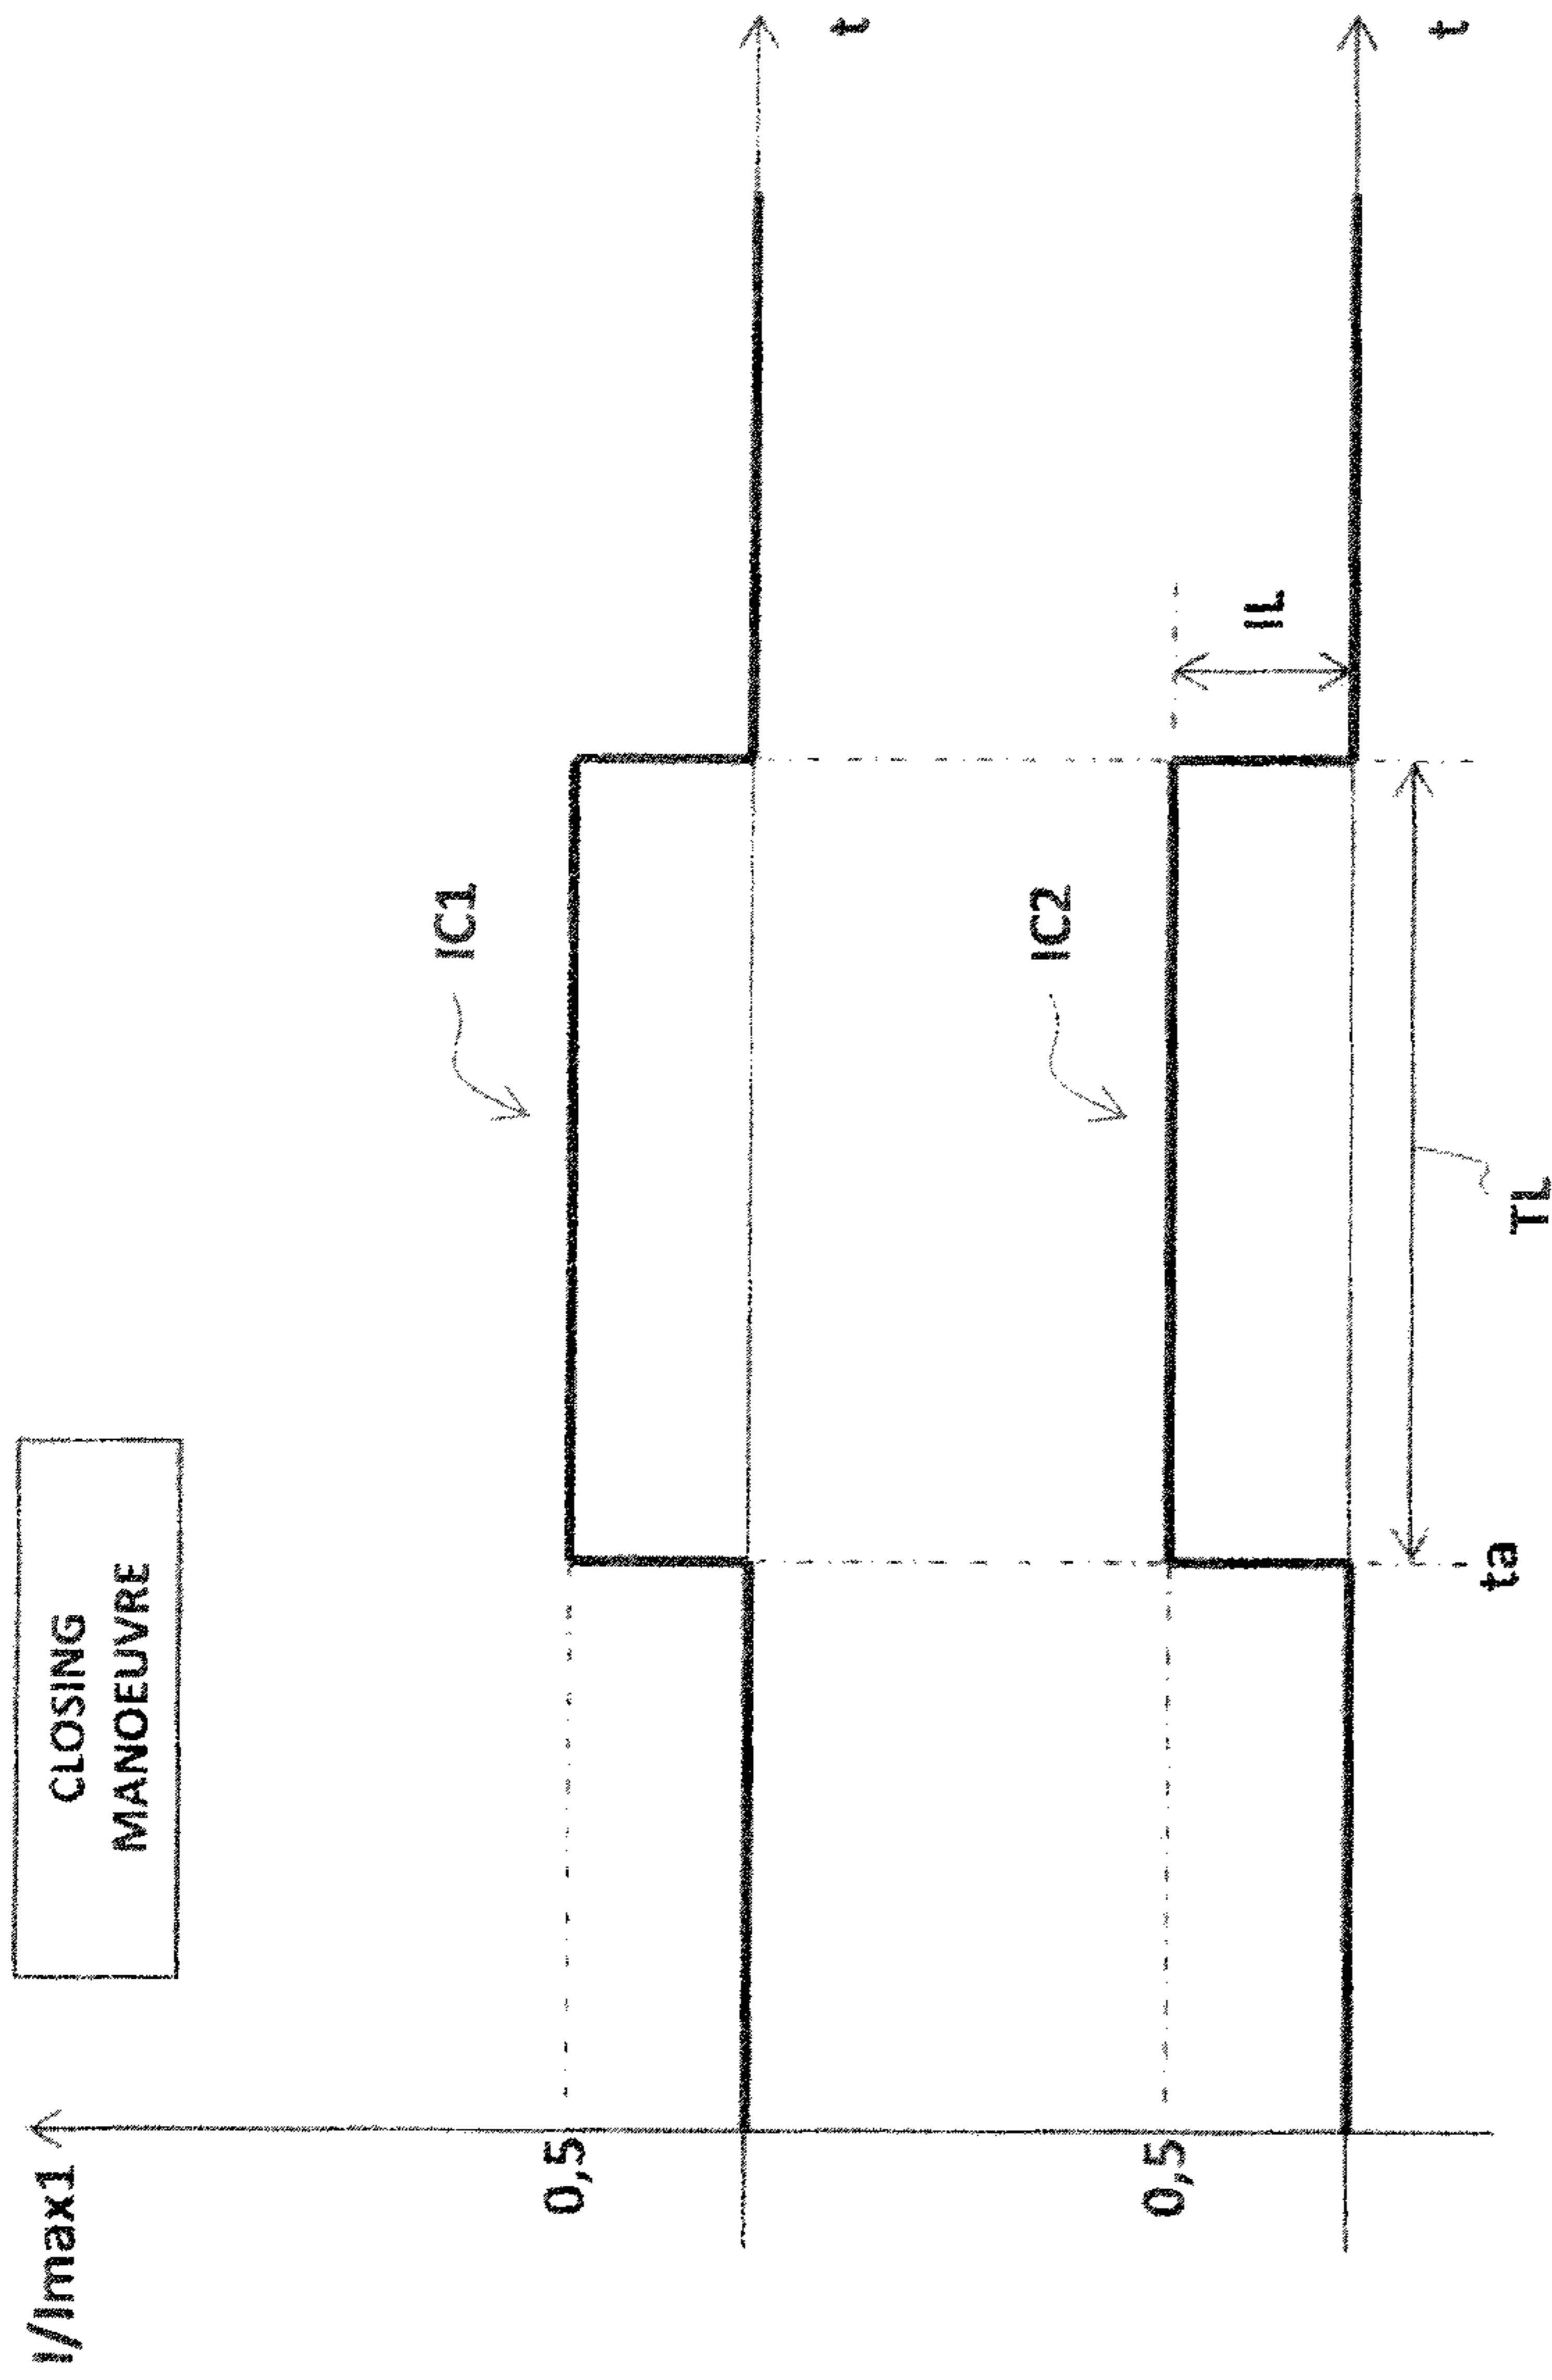 CLOSING
MANOEUVRE
I/Imax1
IC1
0,5
t
IC2
0,5
IL
t
ta
TL